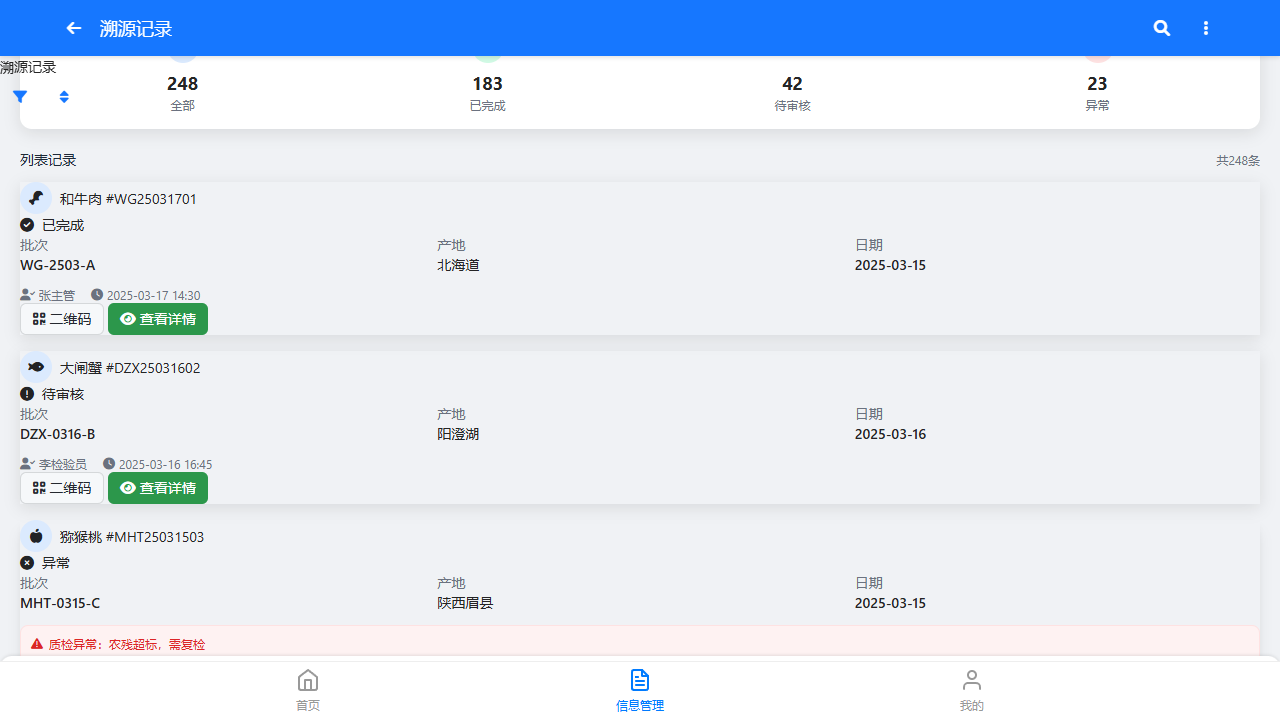 溯源记录
溯源记录
248
全部
183
已完成
42
待审核
23
异常
列表记录
共248条
和牛肉 #WG25031701
已完成
批次
产地
日期
WG-2503-A
北海道
2025-03-15
张主管 2025-03-17 14:30
二维码 查看详情
大闸蟹 #DZX25031602
待审核
批次
产地
日期
DZX-0316-B
阳澄湖
2025-03-16
李检验员 2025-03-16 16:45
二维码 查看详情
猕猴桃 #MHT25031503
异常
批次
产地
日期
MHT-0315-C
陕西眉县
2025-03-15
质检异常：农残超标，需复检
首页
信息管理
我的